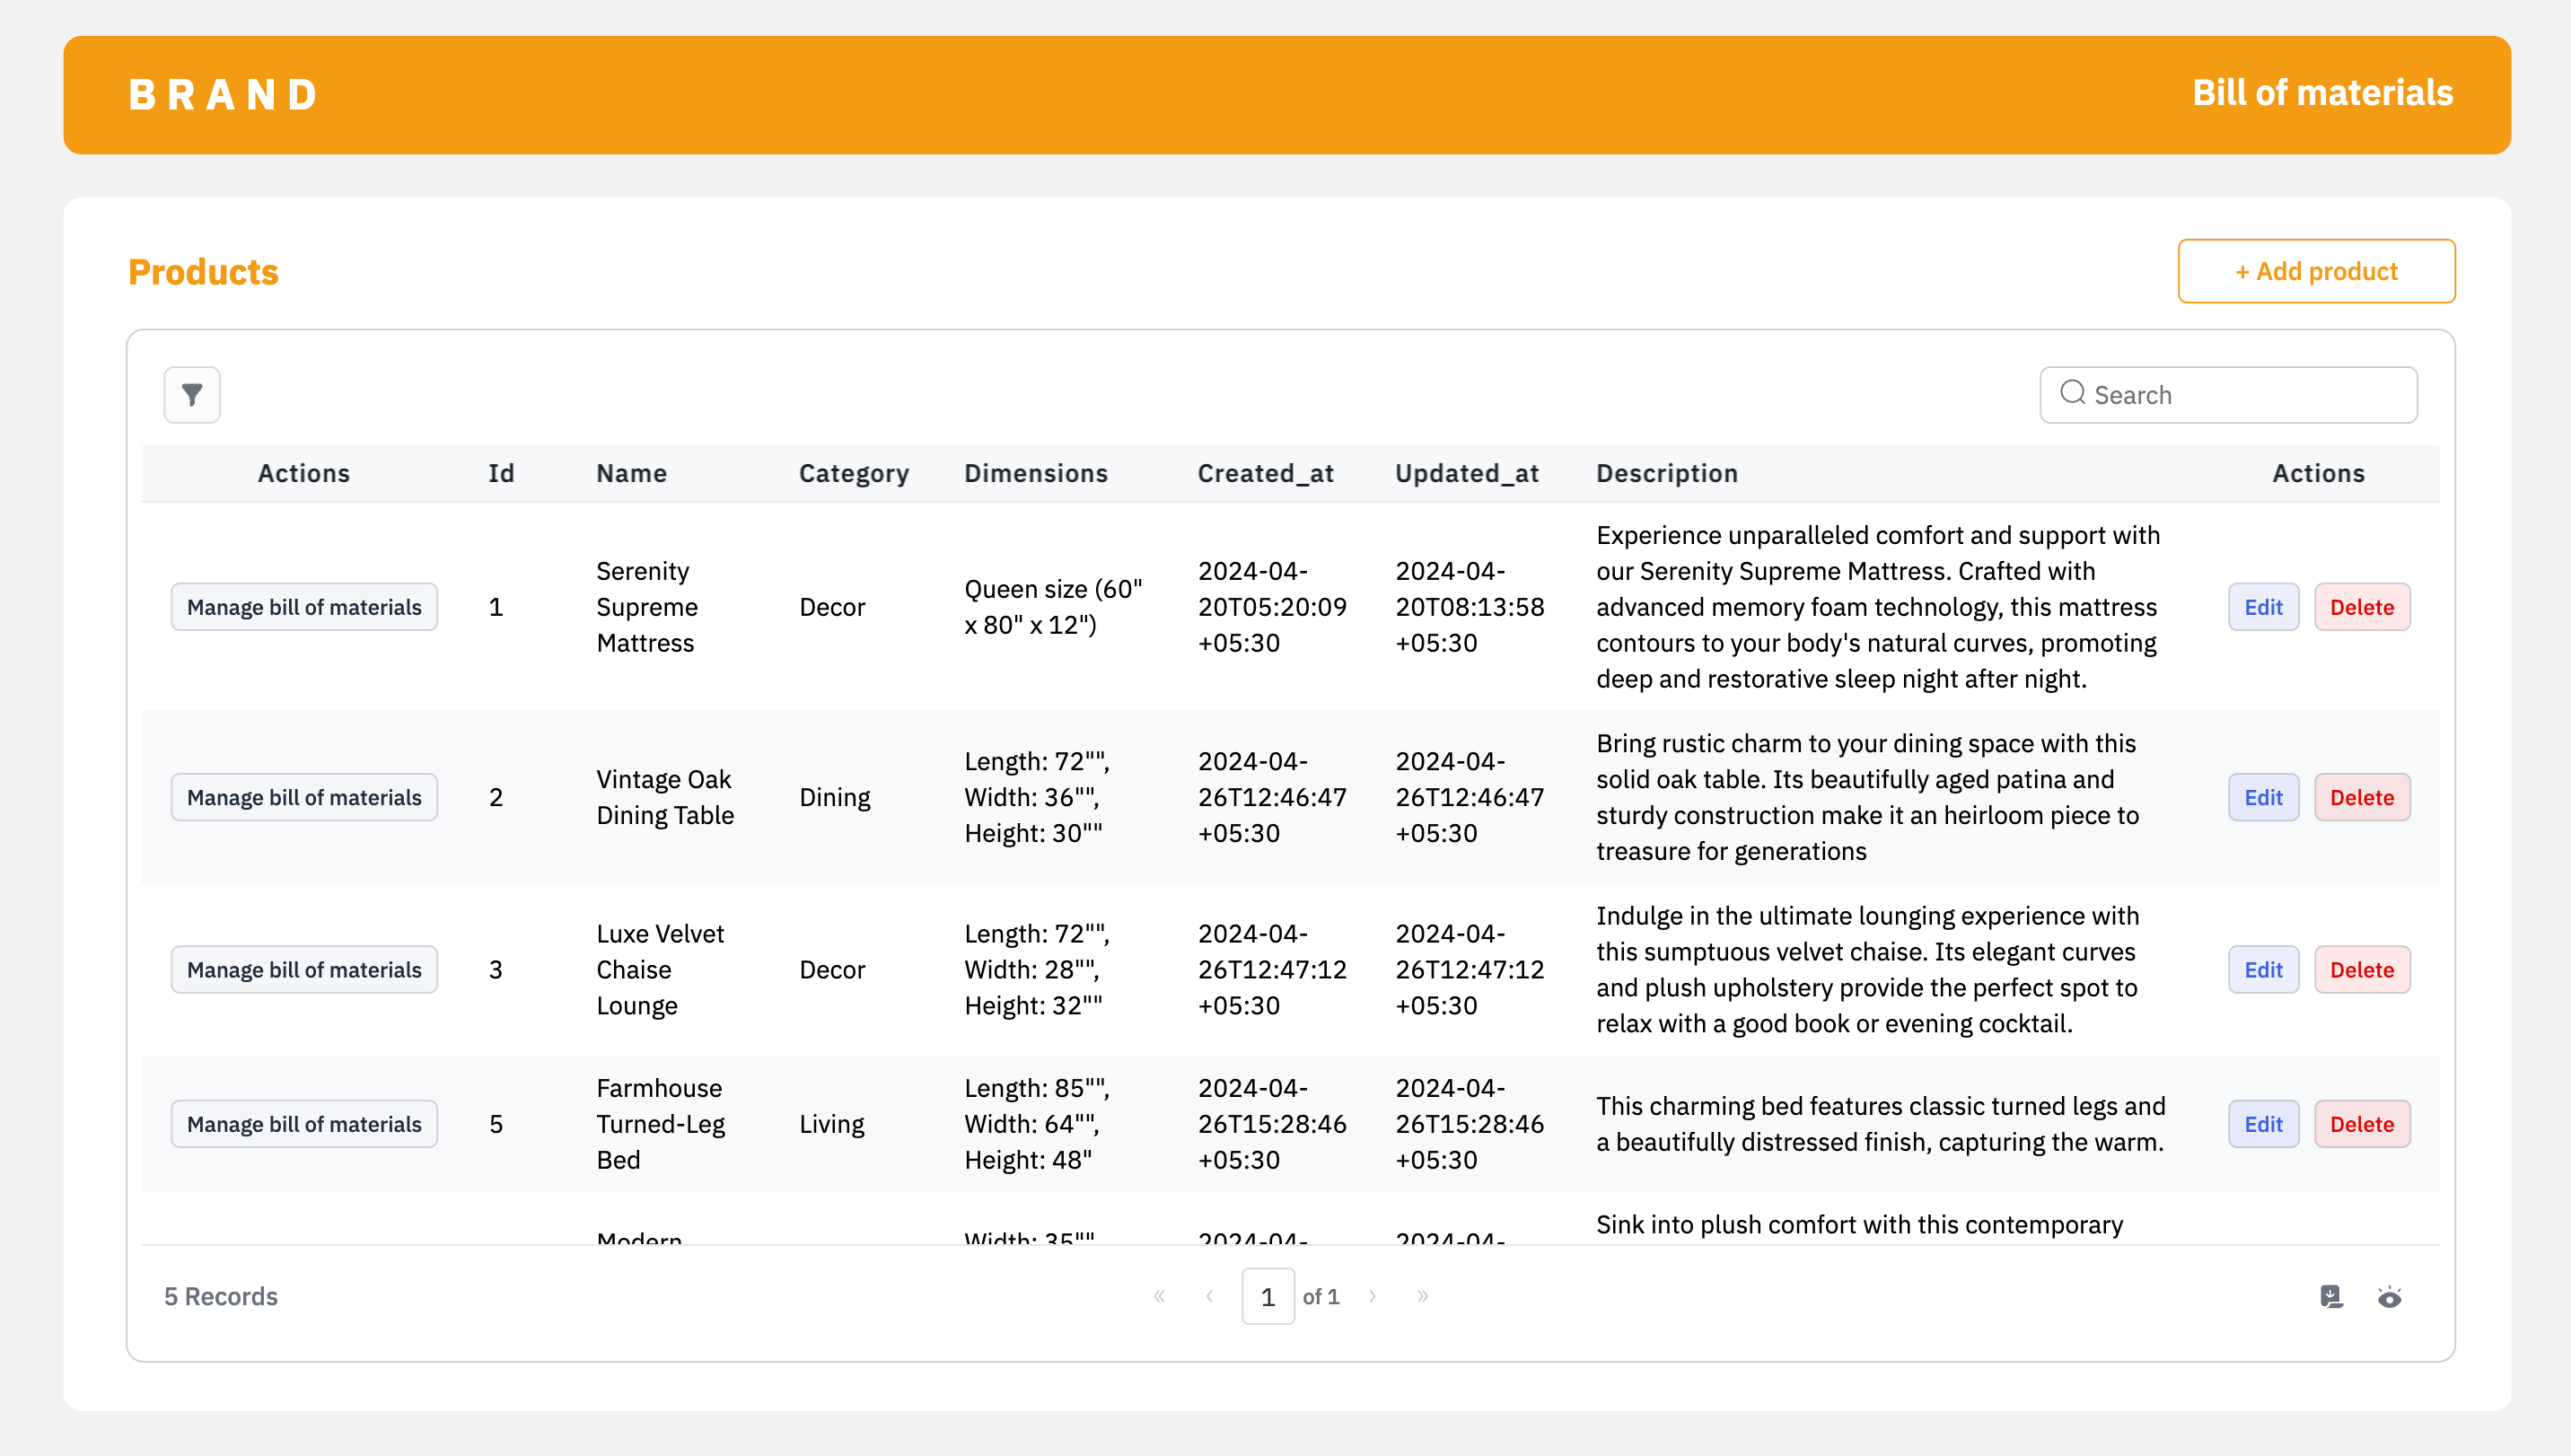 BRAND
Bill of materials
Products
+ Add product
Search
Actions Id Name Category Dimensions Created_at Updated_at Description Actions
Manage bill of materials
1
Serenity
Supreme
Mattress
Decor
Queen size (60"
x 80" x 12")
2024-04-
20T05:20:09
+05:30
2024-04-
20T08:13:58
+05:30
Experience unparalleled comfort and support with
our Serenity Supreme Mattress. Crafted with
advanced memory foam technology, this mattress
contours to your body's natural curves, promoting
deep and restorative sleep night after night.
Edit
Delete
Manage bill of materials
2
Vintage Oak
Dining Table
Dining
Length: 72"",
Width: 36"",
Height: 30""
2024-04-
26T12:46:47
+05:30
2024-04-
26T12:46:47
+05:30
Bring rustic charm to your dining space with this
solid oak table. Its beautifully aged patina and
sturdy construction make it an heirloom piece to
treasure for generations
Edit
Delete
Manage bill of materials
3
Luxe Velvet
Chaise
Lounge
Decor
Length: 72"",
Width: 28"",
Height: 32""
2024-04-
26T12:47:12
+05:30
2024-04-
26T12:47:12
+05:30
Indulge in the ultimate lounging experience with
this sumptuous velvet chaise. Its elegant curves
and plush upholstery provide the perfect spot to
relax with a good book or evening cocktail.
Edit
Delete
Manage bill of materials
5
Farmhouse
Turned-Leg
Bed
Living
Length: 85"",
Width: 64"",
Height: 48"
2024-04-
26T15:28:46
+05:30
2024-04-
26T15:28:46
+05:30
This charming bed features classic turned legs and
a beautifully distressed finish, capturing the warm.
Edit
Delete
Modern
Width: 35""
2024-04-
2024-04-
Sink into plush comfort with this contemporary
5 Records
« ‹ 1 of 1 › »